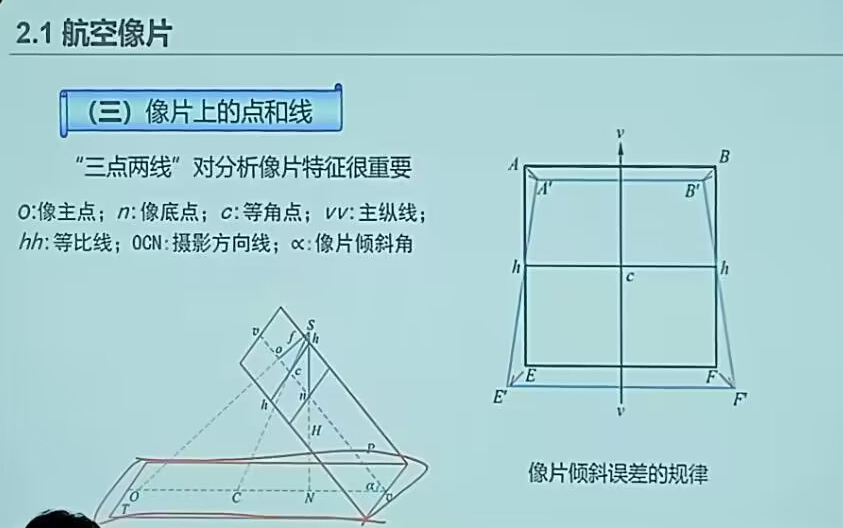 2.1 航空像片
（三）像片上的点和线
“三点两线”对分析像片特征很重要
o:像主点；n:像底点；c:等角点；vv:主纵线；
hh:等比线；OCN:摄影方向线；∝:像片倾斜角
v
A
B
A'
B'
h
h
c
E
F
E'
F'
v
像片倾斜误差的规律
S
v
f
h
o
c
n
h
H
P
α
O
C
N
v
T